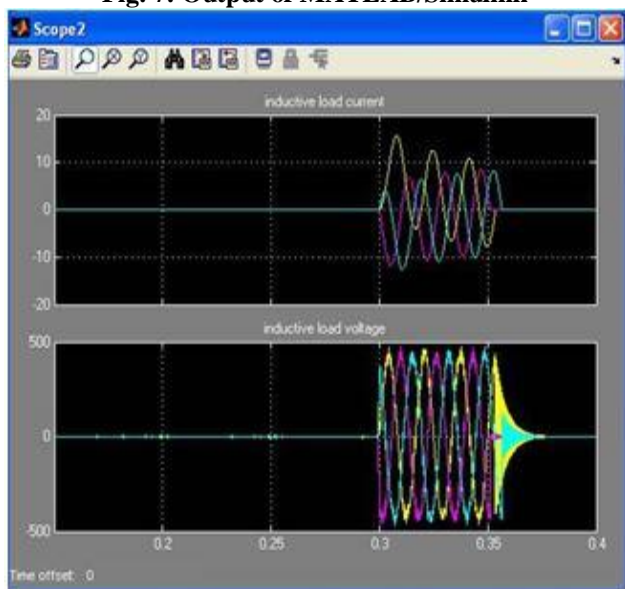 Fig. 7. Output of MATLAB/Simulink
Scope2
inductive load current
20
10
0
-10
-20
inductive load voltage
500
0
-500
0.2
0.25
0.3
0.35
0.4
Time offset: 0